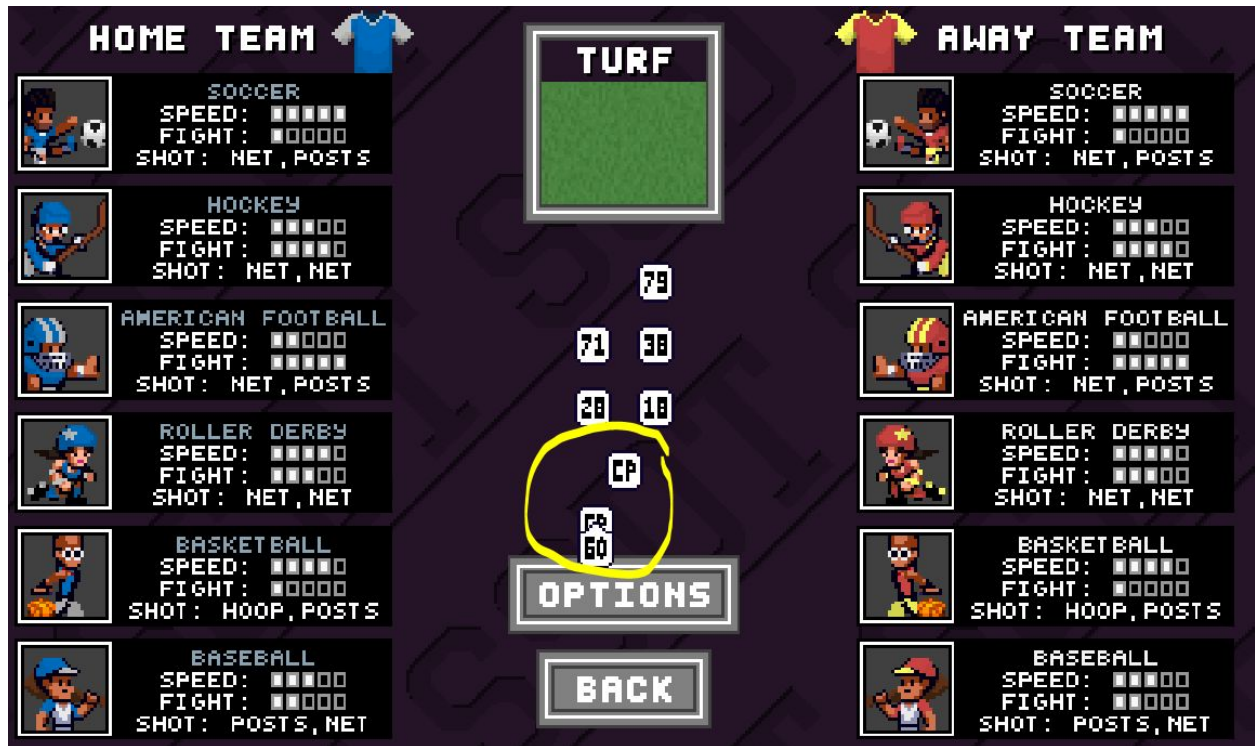 HOME TEAM
SOCCER
SPEED:
FIGHT:
SHOT: NET,POSTS
HOCKEY
SPEED:
FIGHT:
SHOT: NET,NET
AMERICAN FOOTBALL
SPEED:
FIGHT:
SHOT: NET,POSTS
ROLLER DERBY
SPEED:
FIGHT:
SHOT: NET,NET
BASKETBALL
SPEED:
FIGHT:
SHOT: HOOP,POSTS
BASEBALL
SPEED:
FIGHT:
SHOT: POSTS,NET
TURF
79
71 38
28 18
CP
60
OPTIONS
BACK
AWAY TEAM
SOCCER
SPEED:
FIGHT:
SHOT: NET,POSTS
HOCKEY
SPEED:
FIGHT:
SHOT: NET,NET
AMERICAN FOOTBALL
SPEED:
FIGHT:
SHOT: NET,POSTS
ROLLER DERBY
SPEED:
FIGHT:
SHOT: NET,NET
BASKETBALL
SPEED:
FIGHT:
SHOT: HOOP,POSTS
BASEBALL
SPEED:
FIGHT:
SHOT: POSTS,NET